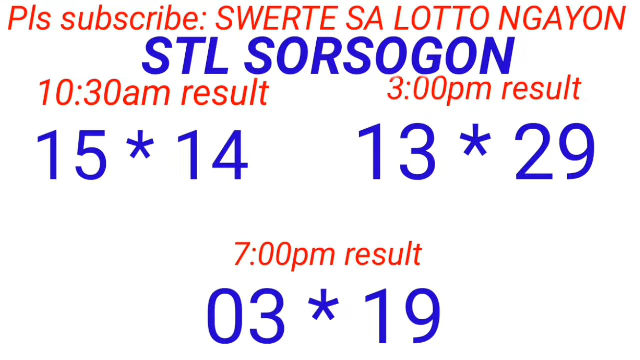 Pls subscribe: SWERTE SA LOTTO NGAYON
STL SORSOGON
10:30am result
15 * 14
3:00pm result
13 * 29
7:00pm result
03 * 19